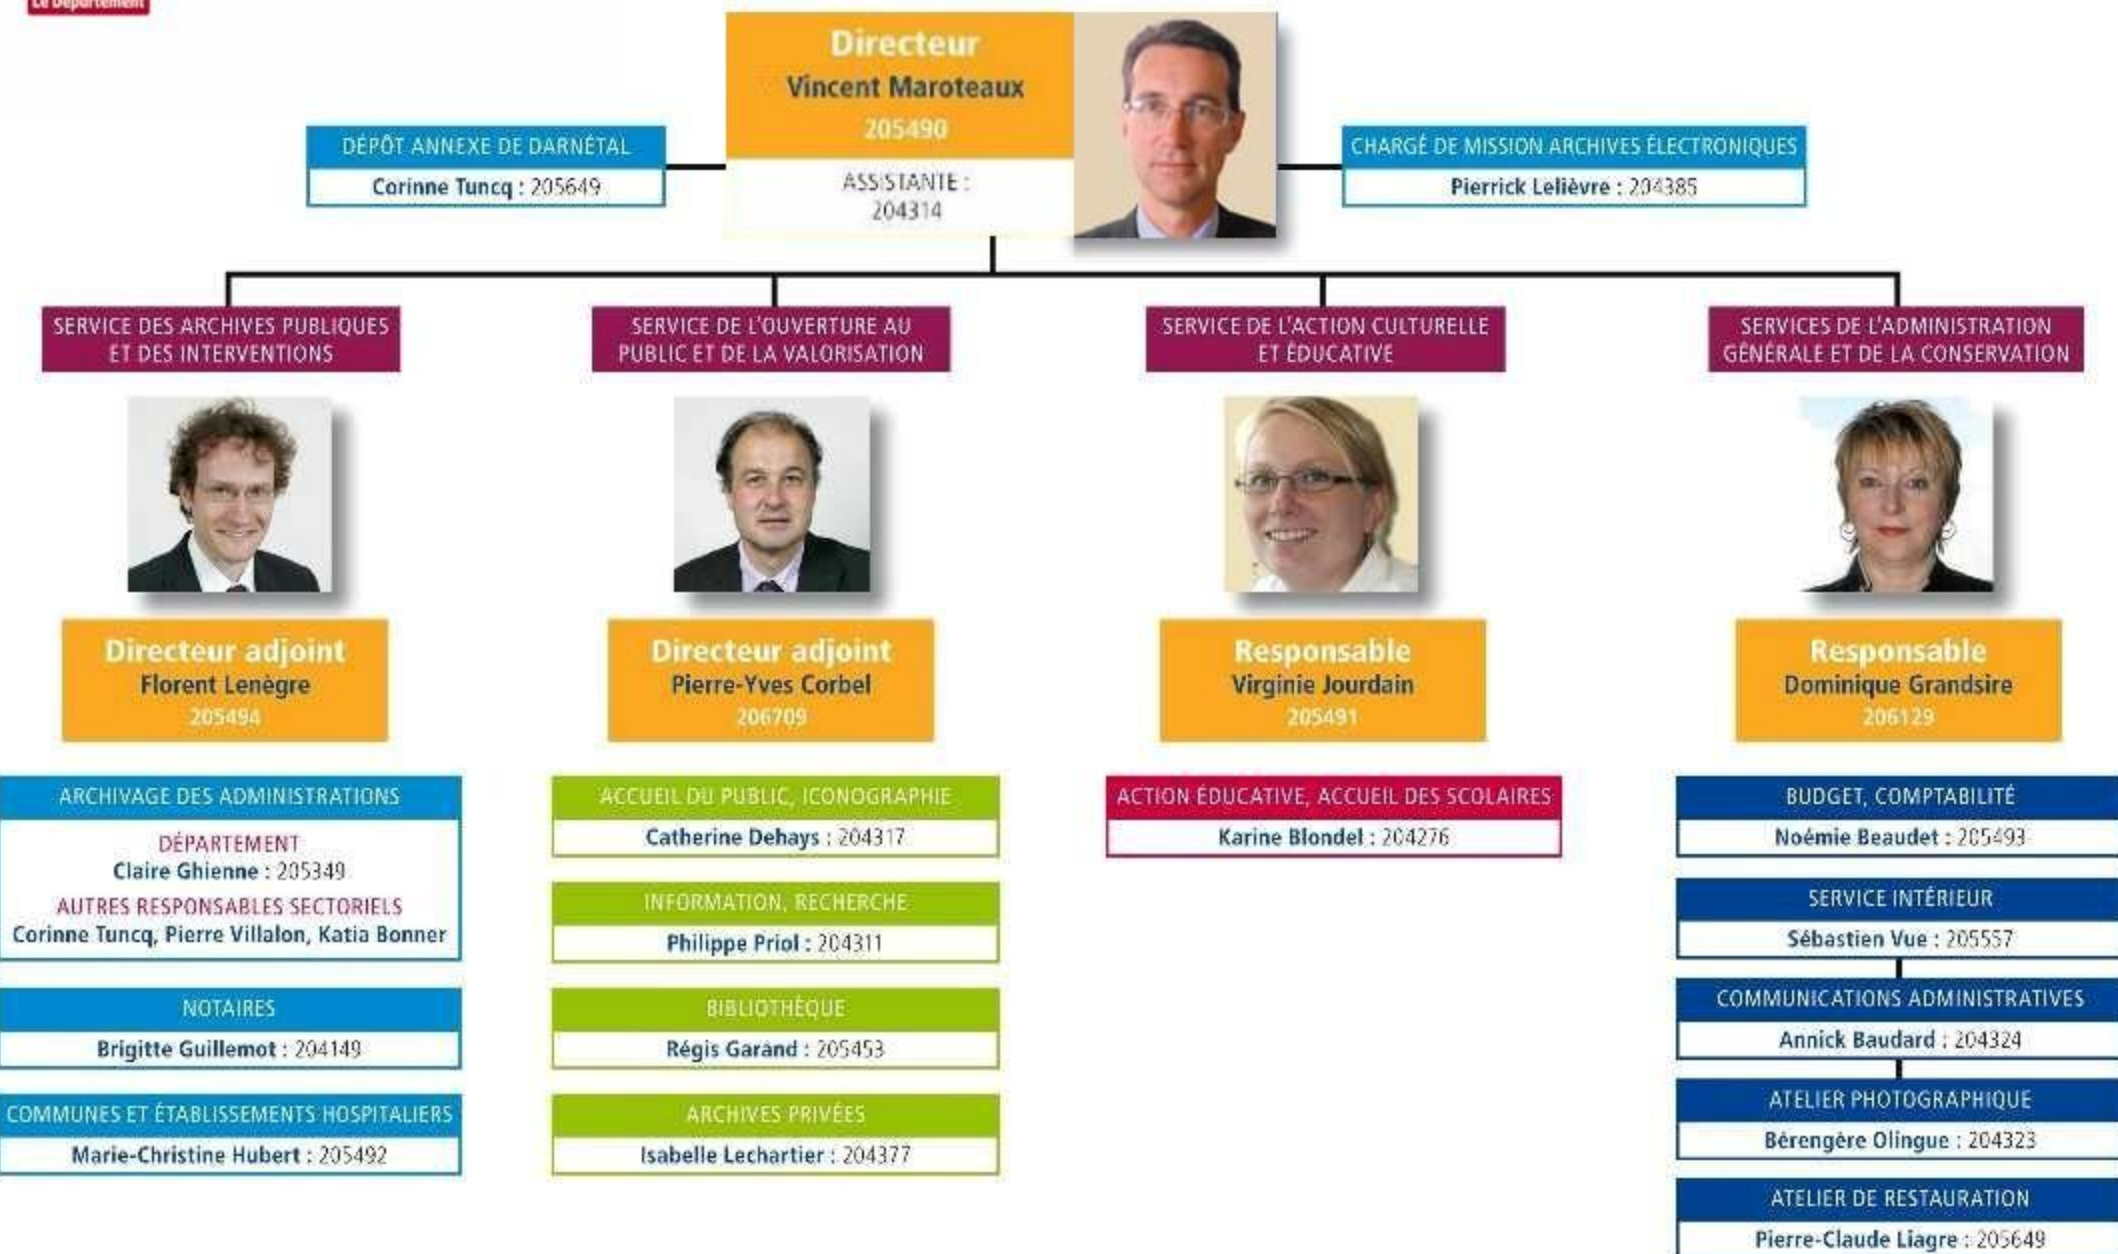 Le Département
Directeur
Vincent Maroteaux
205490
ASSISTANTE :
204314
DÉPÔT ANNEXE DE DARNÉTAL
Corinne Tuncq : 205649
CHARGÉ DE MISSION ARCHIVES ÉLECTRONIQUES
Pierrick Lelièvre : 204385
SERVICE DES ARCHIVES PUBLIQUES
ET DES INTERVENTIONS
Directeur adjoint
Florent Lenègre
205494
ARCHIVAGE DES ADMINISTRATIONS
DÉPARTEMENT
Claire Ghienne : 205349
AUTRES RESPONSABLES SECTORIELS
Corinne Tuncq, Pierre Villalon, Katia Bonner
NOTAIRES
Brigitte Guillemot : 204149
COMMUNES ET ÉTABLISSEMENTS HOSPITALIERS
Marie-Christine Hubert : 205492
SERVICE DE L'OUVERTURE AU
PUBLIC ET DE LA VALORISATION
Directeur adjoint
Pierre-Yves Corbel
206709
ACCUEIL DU PUBLIC, ICONOGRAPHIE
Catherine Dehays : 204317
INFORMATION, RECHERCHE
Philippe Priol : 204311
BIBLIOTHÈQUE
Régis Garand : 205453
ARCHIVES PRIVÉES
Isabelle Lechartier : 204377
SERVICE DE L'ACTION CULTURELLE
ET ÉDUCATIVE
Responsable
Virginie Jourdain
205491
ACTION ÉDUCATIVE, ACCUEIL DES SCOLAIRES
Karine Blondel : 204276
SERVICES DE L'ADMINISTRATION
GÉNÉRALE ET DE LA CONSERVATION
Responsable
Dominique Grandsire
206129
BUDGET, COMPTABILITÉ
Noémie Beaudet : 205493
SERVICE INTÉRIEUR
Sébastien Vue : 205557
COMMUNICATIONS ADMINISTRATIVES
Annick Baudard : 204324
ATELIER PHOTOGRAPHIQUE
Bérengère Olingue : 204323
ATELIER DE RESTAURATION
Pierre-Claude Liagre : 205649